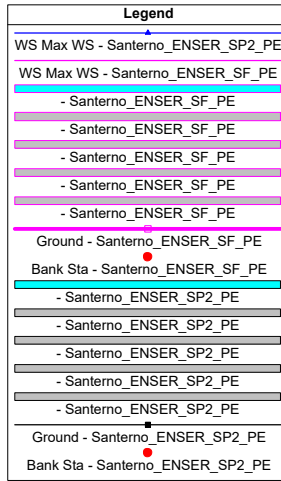 Legend
WS Max WS - Santerno_ENSER_SP2_PE
WS Max WS - Santerno_ENSER_SF_PE
- Santerno_ENSER_SF_PE
- Santerno_ENSER_SF_PE
- Santerno_ENSER_SF_PE
- Santerno_ENSER_SF_PE
- Santerno_ENSER_SF_PE
Ground - Santerno_ENSER_SF_PE
Bank Sta - Santerno_ENSER_SF_PE
- Santerno_ENSER_SP2_PE
- Santerno_ENSER_SP2_PE
- Santerno_ENSER_SP2_PE
- Santerno_ENSER_SP2_PE
- Santerno_ENSER_SP2_PE
Ground - Santerno_ENSER_SP2_PE
Bank Sta - Santerno_ENSER_SP2_PE